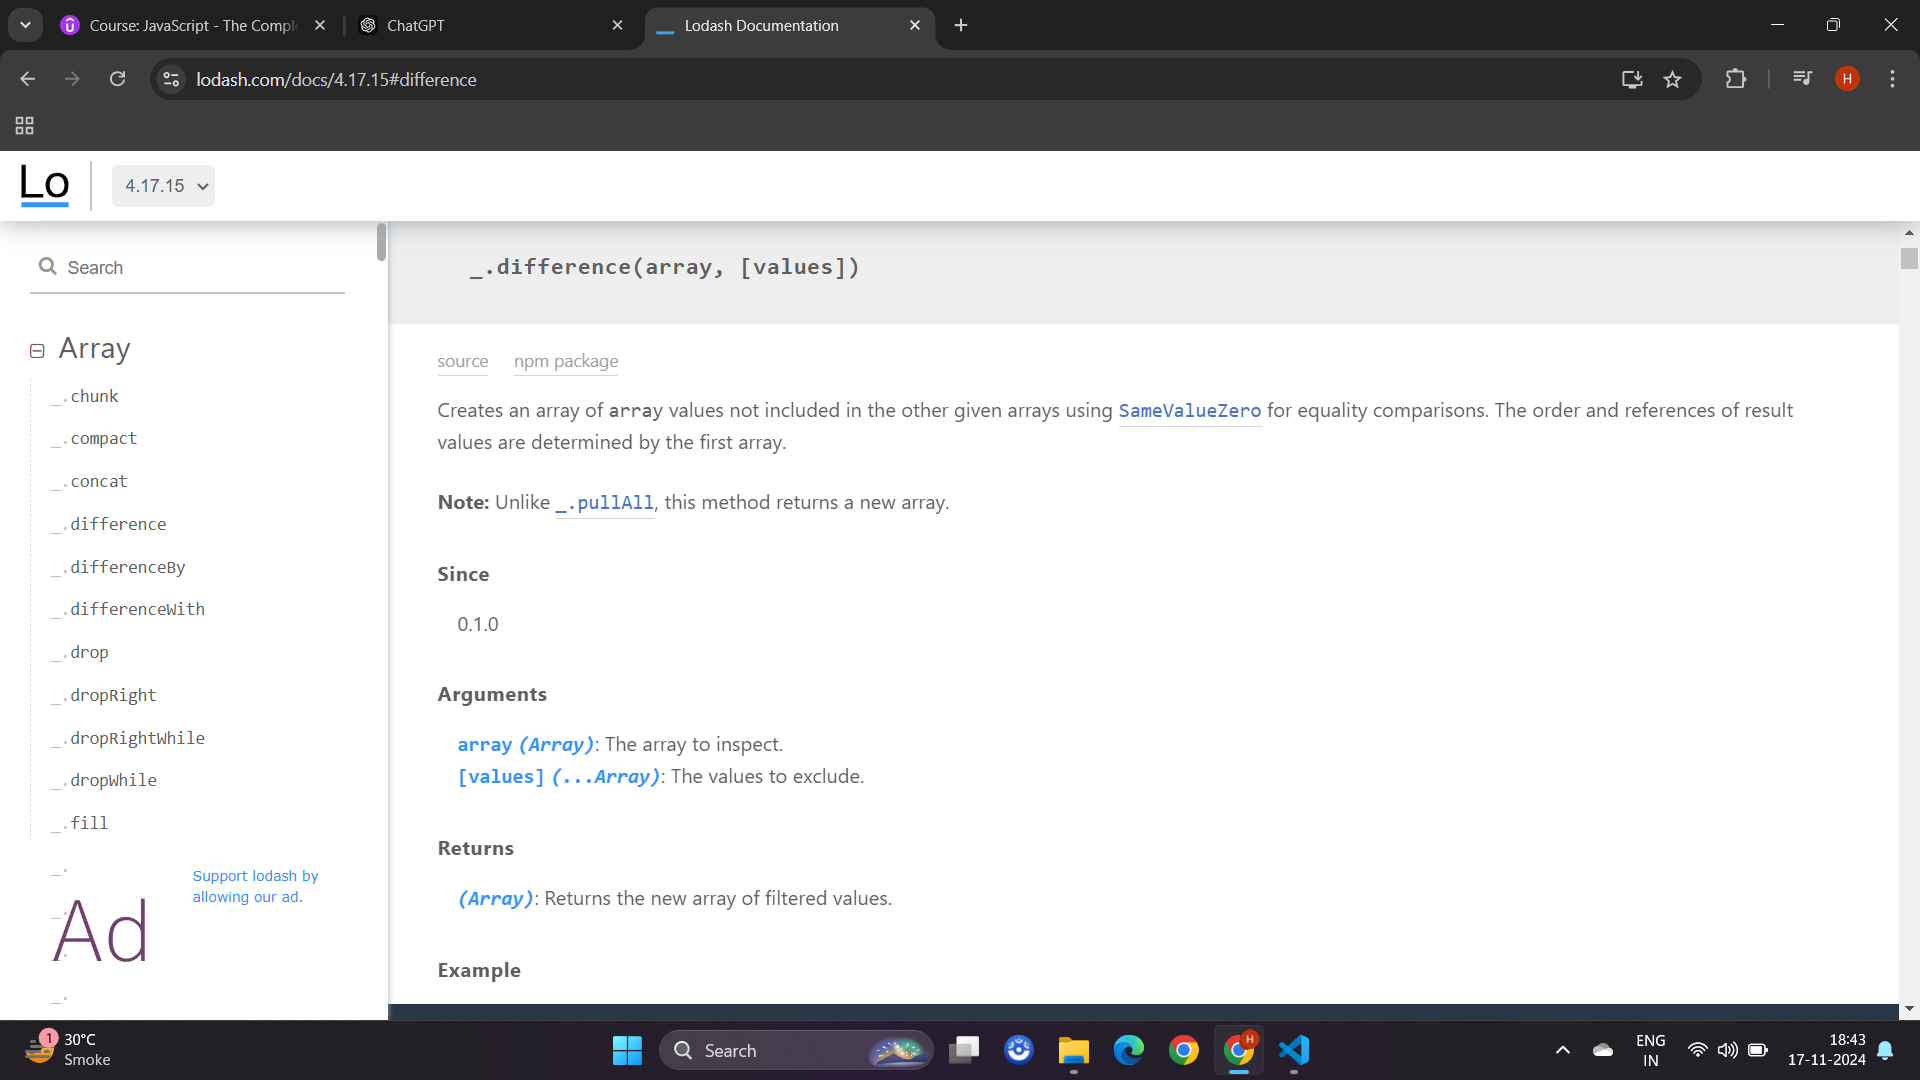 Course: JavaScript - The Compl
ChatGPT
Lodash Documentation
lodash.com/docs/4.17.15#difference
H
Lo
4.17.15
Search
Array
_.chunk
_.compact
_.concat
_.difference
_.differenceBy
_.differenceWith
_.drop
_.dropRight
_.dropRightWhile
_.dropWhile
_.fill
_.
_.
_.
_.
Ad
Support lodash by
allowing our ad.
_.difference(array, [values])
source npm package
Creates an array of array values not included in the other given arrays using SameValueZero for equality comparisons. The order and references of result
values are determined by the first array.
Note: Unlike _.pullAll, this method returns a new array.
Since
0.1.0
Arguments
array (Array): The array to inspect.
[values] (...Array): The values to exclude.
Returns
(Array): Returns the new array of filtered values.
Example
1
30°C
Smoke
Search
H
ENG
IN
18:43
17-11-2024